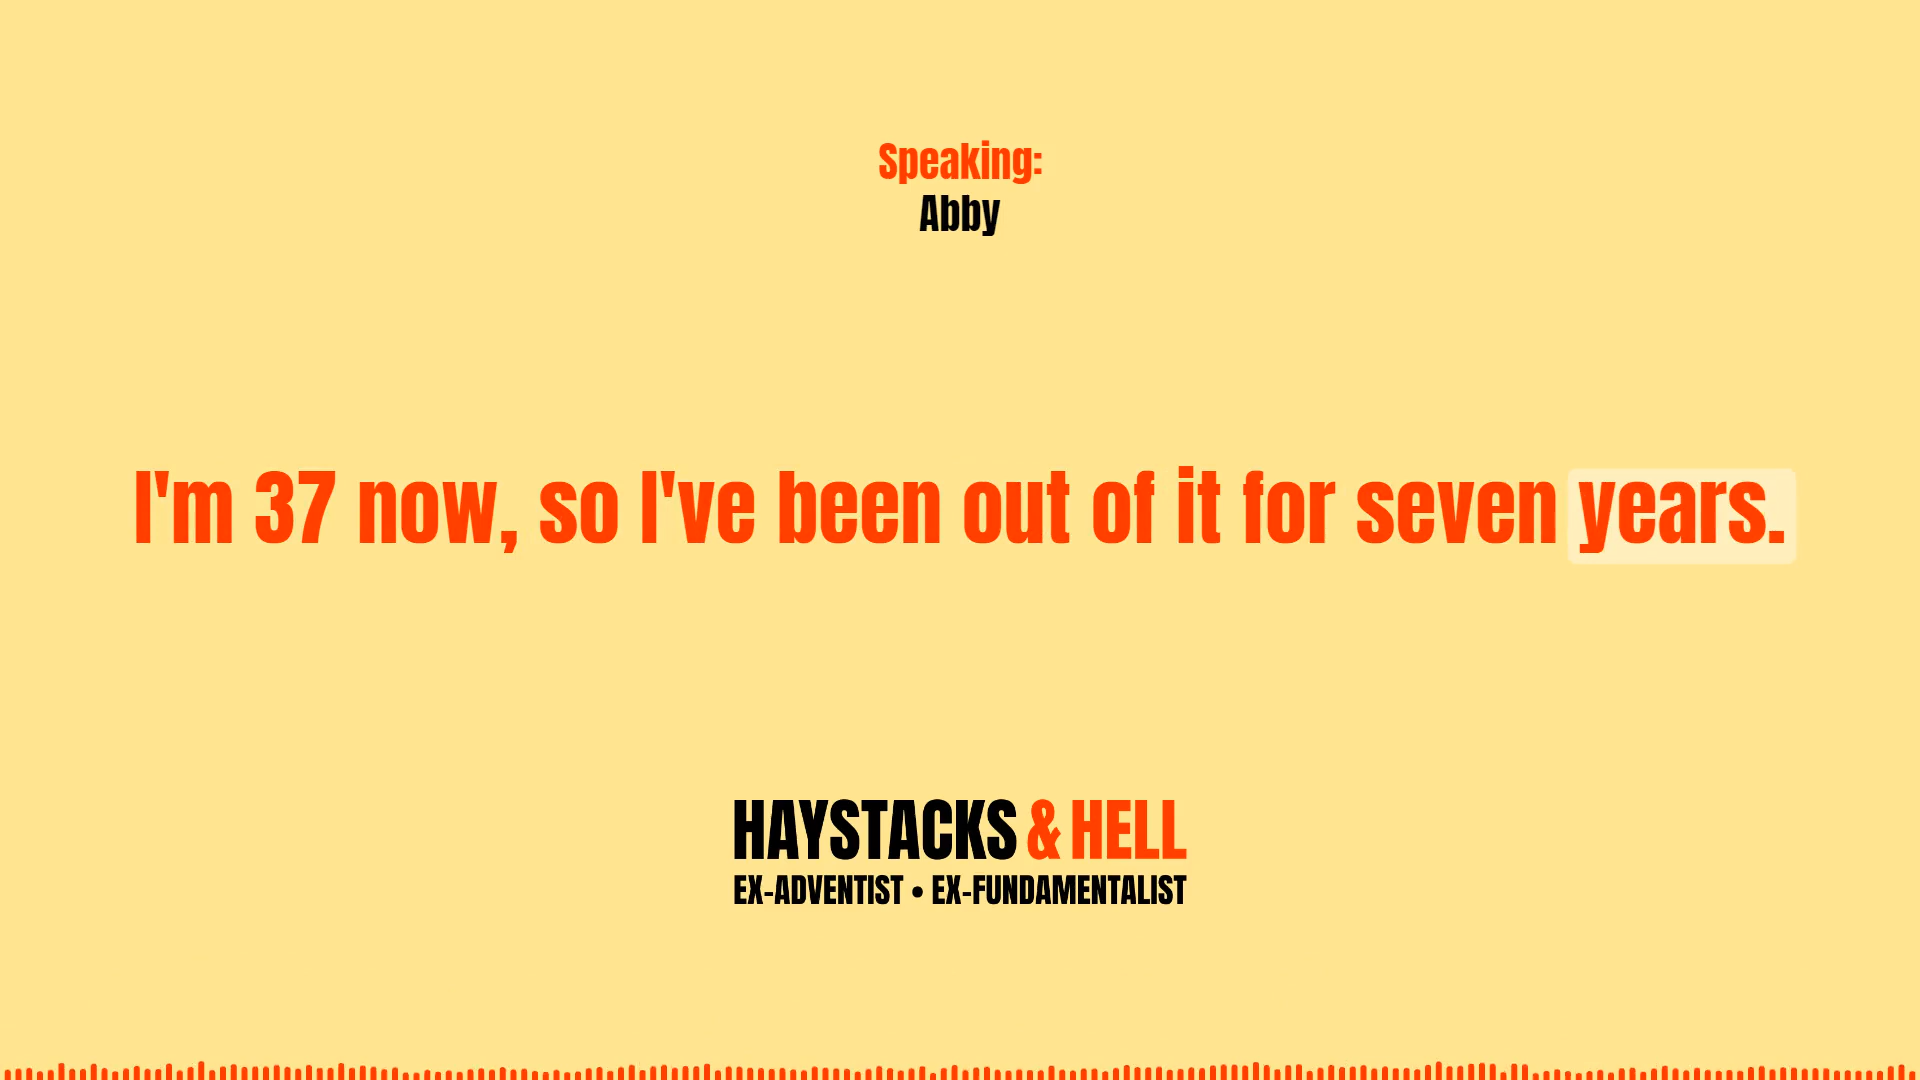 Speaking:
Abby
I'm 37 now, so I've been out of it for seven years.
HAYSTACKS & HELL
EX-ADVENTIST • EX-FUNDAMENTALIST